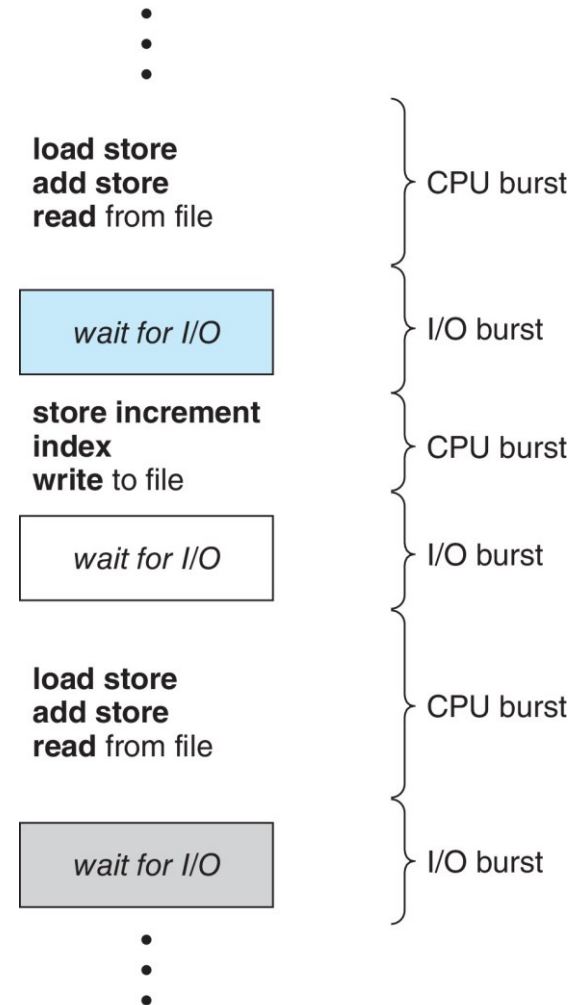 load store
add store
read from file
CPU burst
wait for I/O
I/O burst
store increment
index
write to file
CPU burst
wait for I/O
I/O burst
load store
add store
read from file
CPU burst
wait for I/O
I/O burst